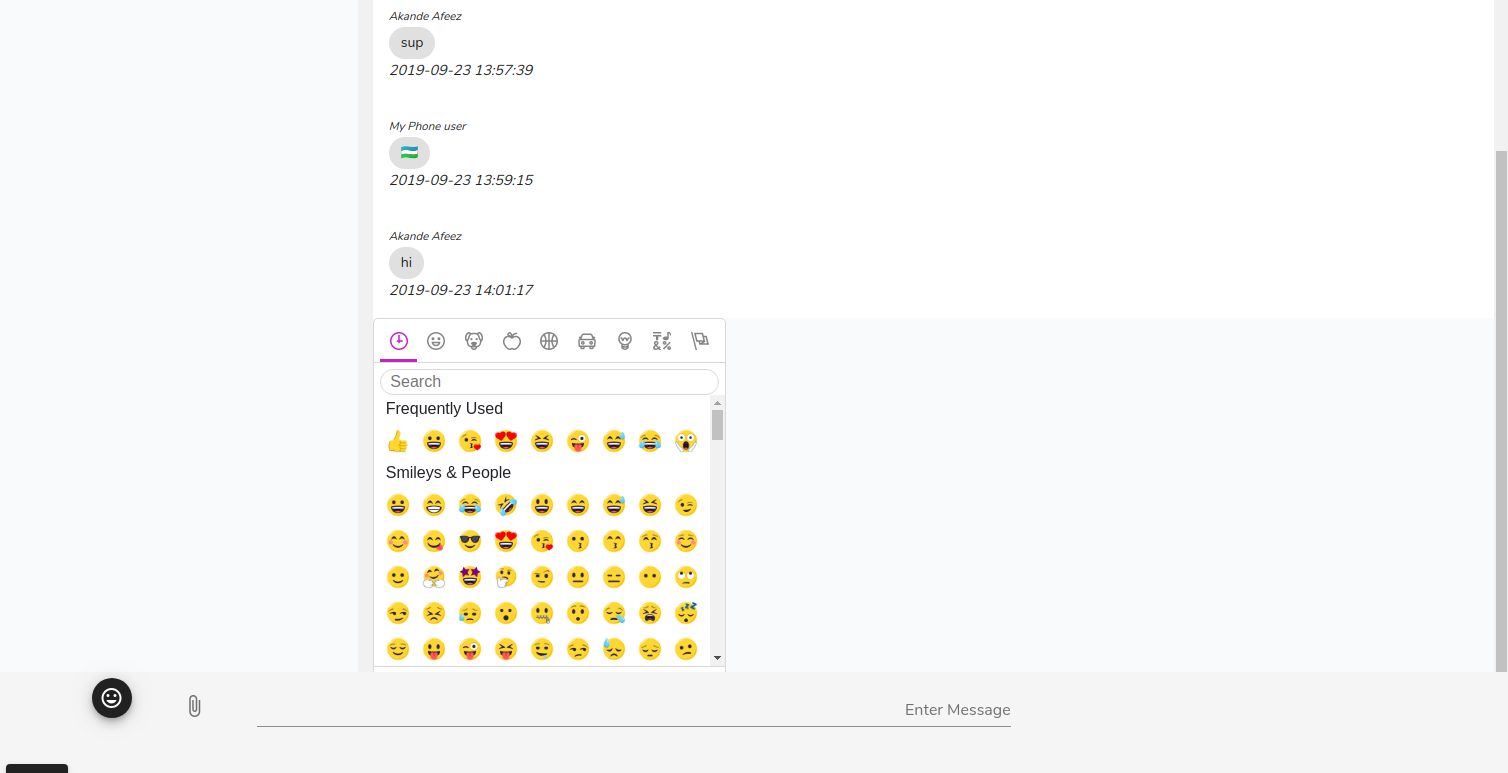 Akande Afeez
sup
2019-09-23 13:57:39
My Phone user
2019-09-23 13:59:15
Akande Afeez
hi
2019-09-23 14:01:17
Search
Frequently Used
Smileys & People
Enter Message